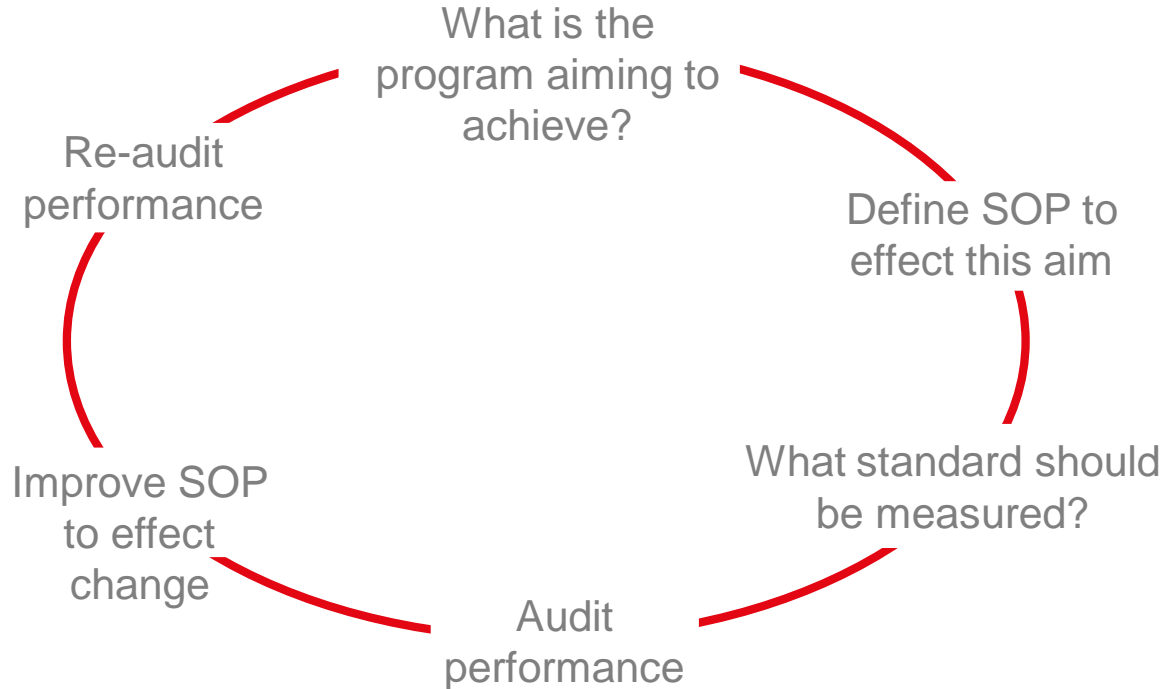 What is the
program aiming to
achieve?
Define SOP to
effect this aim
What standard should
be measured?
Audit
performance
Improve SOP
to effect
change
Re-audit
performance